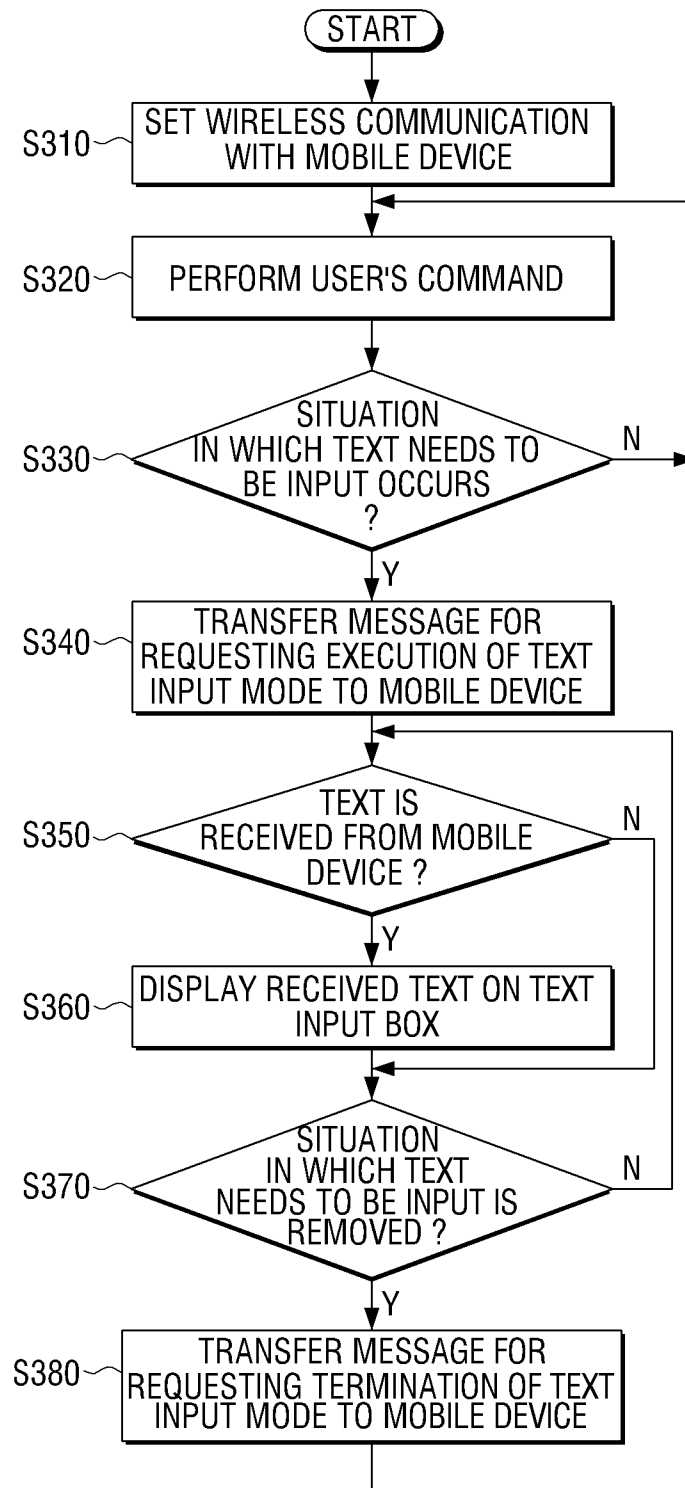 START
S310
SET WIRELESS COMMUNICATION
WITH MOBILE DEVICE
S320
PERFORM USER'S COMMAND
S330
SITUATION
IN WHICH TEXT NEEDS TO
BE INPUT OCCURS
?
N
Y
S340
TRANSFER MESSAGE FOR
REQUESTING EXECUTION OF TEXT
INPUT MODE TO MOBILE DEVICE
S350
TEXT IS
RECEIVED FROM MOBILE
DEVICE ?
N
Y
S360
DISPLAY RECEIVED TEXT ON TEXT
INPUT BOX
S370
SITUATION
IN WHICH TEXT
NEEDS TO BE INPUT IS
REMOVED ?
N
Y
S380
TRANSFER MESSAGE FOR
REQUESTING TERMINATION OF TEXT
INPUT MODE TO MOBILE DEVICE